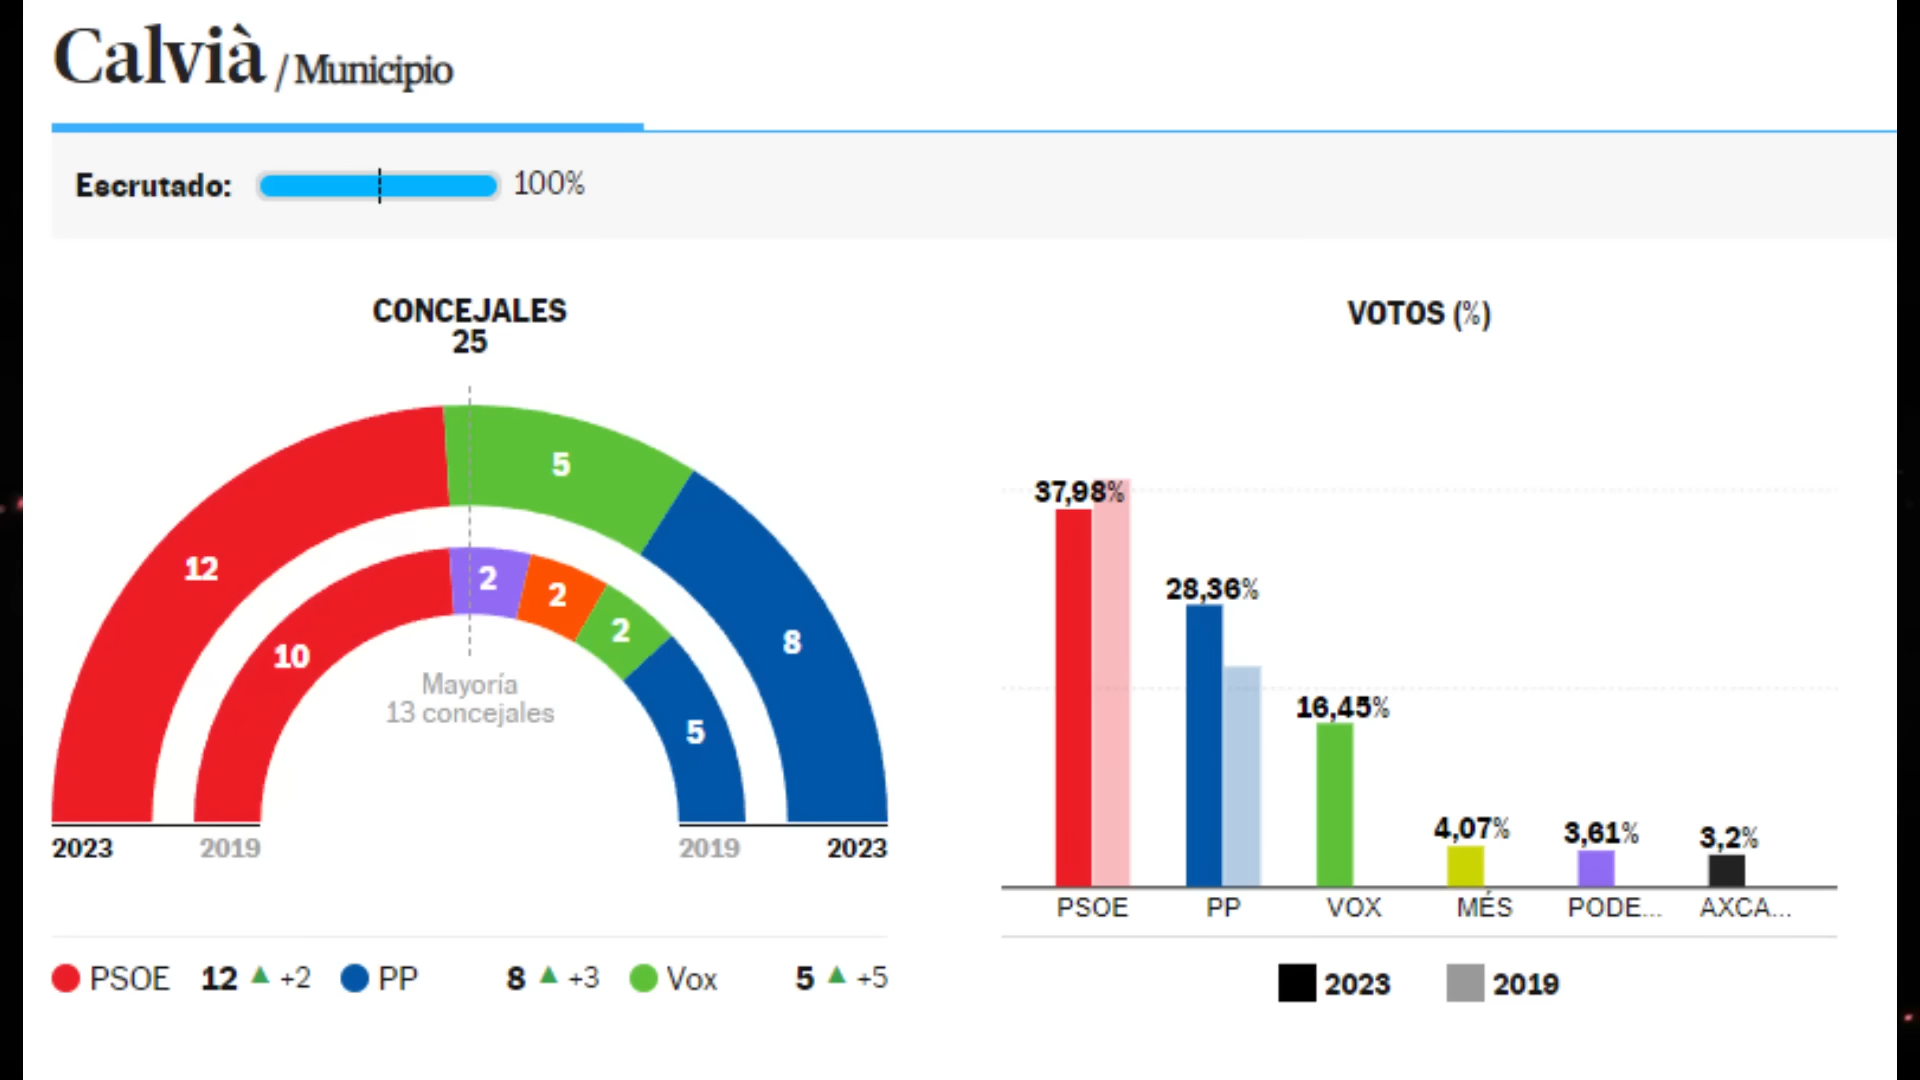 Calvià / Municipio
Escrutado: 100%
CONCEJALES
25
12
5
8
10
2
2
2
5
Mayoría
13 concejales
2023
2019
2019
2023
PSOE 12 ▲ +2
PP 8 ▲ +3
Vox 5 ▲ +5
VOTOS (%)
37,98%
28,36%
16,45%
4,07%
3,61%
3,2%
PSOE
PP
VOX
MÉS
PODE...
AXCA...
2023
2019